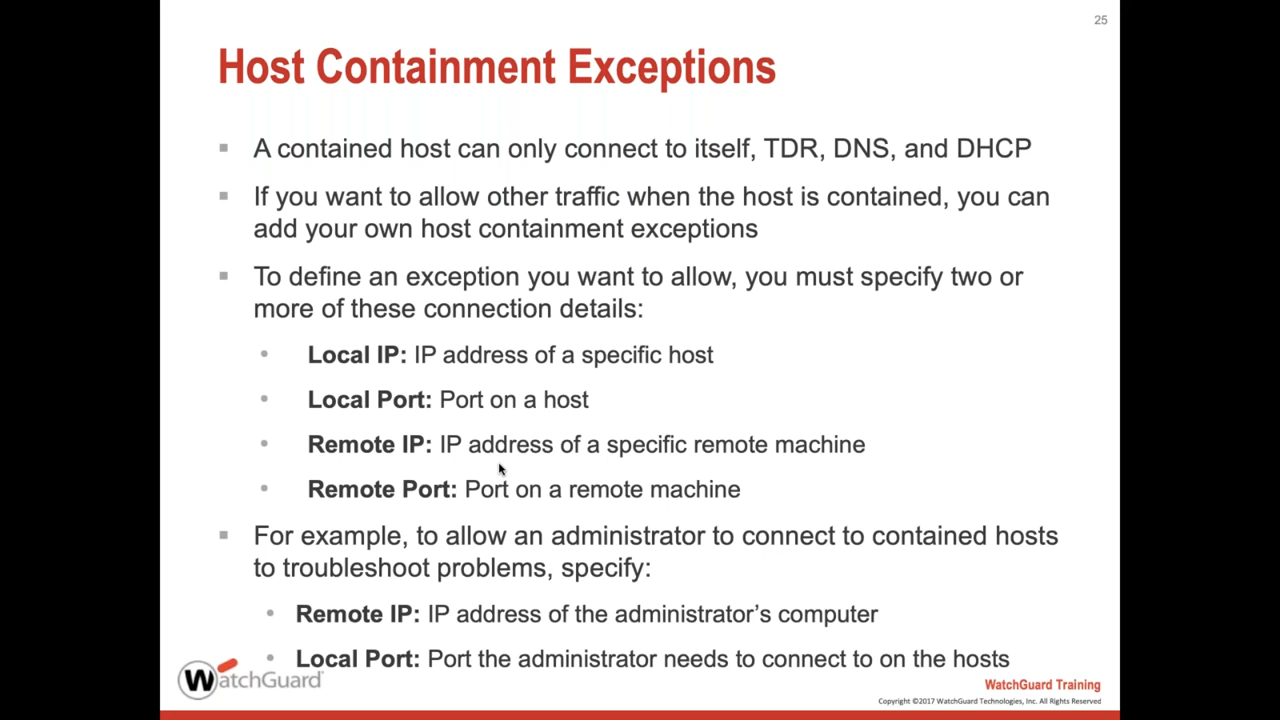 25
Host Containment Exceptions
▪ A contained host can only connect to itself, TDR, DNS, and DHCP
▪ If you want to allow other traffic when the host is contained, you can
add your own host containment exceptions
▪ To define an exception you want to allow, you must specify two or
more of these connection details:
• Local IP: IP address of a specific host
• Local Port: Port on a host
• Remote IP: IP address of a specific remote machine
• Remote Port: Port on a remote machine
▪ For example, to allow an administrator to connect to contained hosts
to troubleshoot problems, specify:
• Remote IP: IP address of the administrator’s computer
• Local Port: Port the administrator needs to connect to on the hosts
WatchGuard
WatchGuard Training
Copyright ©2017 WatchGuard Technologies, Inc. All Rights Reserved